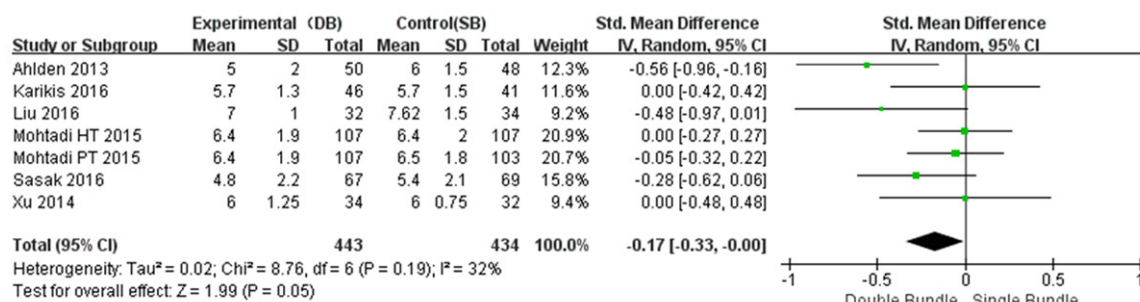 Experimental (DB) Control(SB) Std. Mean Difference Std. Mean Difference
Study or Subgroup Mean SD Total Mean SD Total Weight IV, Random, 95% CI IV, Random, 95% CI
Ahlden 2013 5 2 50 6 1.5 48 12.3% -0.56 [-0.96, -0.16]
Karikis 2016 5.7 1.3 46 5.7 1.5 41 11.6% 0.00 [-0.42, 0.42]
Liu 2016 7 1 32 7.62 1.5 34 9.2% -0.48 [-0.97, 0.01]
Mohtadi HT 2015 6.4 1.9 107 6.4 2 107 20.9% 0.00 [-0.27, 0.27]
Mohtadi PT 2015 6.4 1.9 107 6.5 1.8 103 20.7% -0.05 [-0.32, 0.22]
Sasak 2016 4.8 2.2 67 5.4 2.1 69 15.8% -0.28 [-0.62, 0.06]
Xu 2014 6 1.25 34 6 0.75 32 9.4% 0.00 [-0.48, 0.48]
Total (95% CI) 443 434 100.0% -0.17 [-0.33, -0.00]
Heterogeneity: Tau² = 0.02; Chi² = 8.76, df = 6 (P = 0.19); I² = 32%
Test for overall effect: Z = 1.99 (P = 0.05)
-1 -0.5 0 0.5 1
Double Bundle Single Bundle